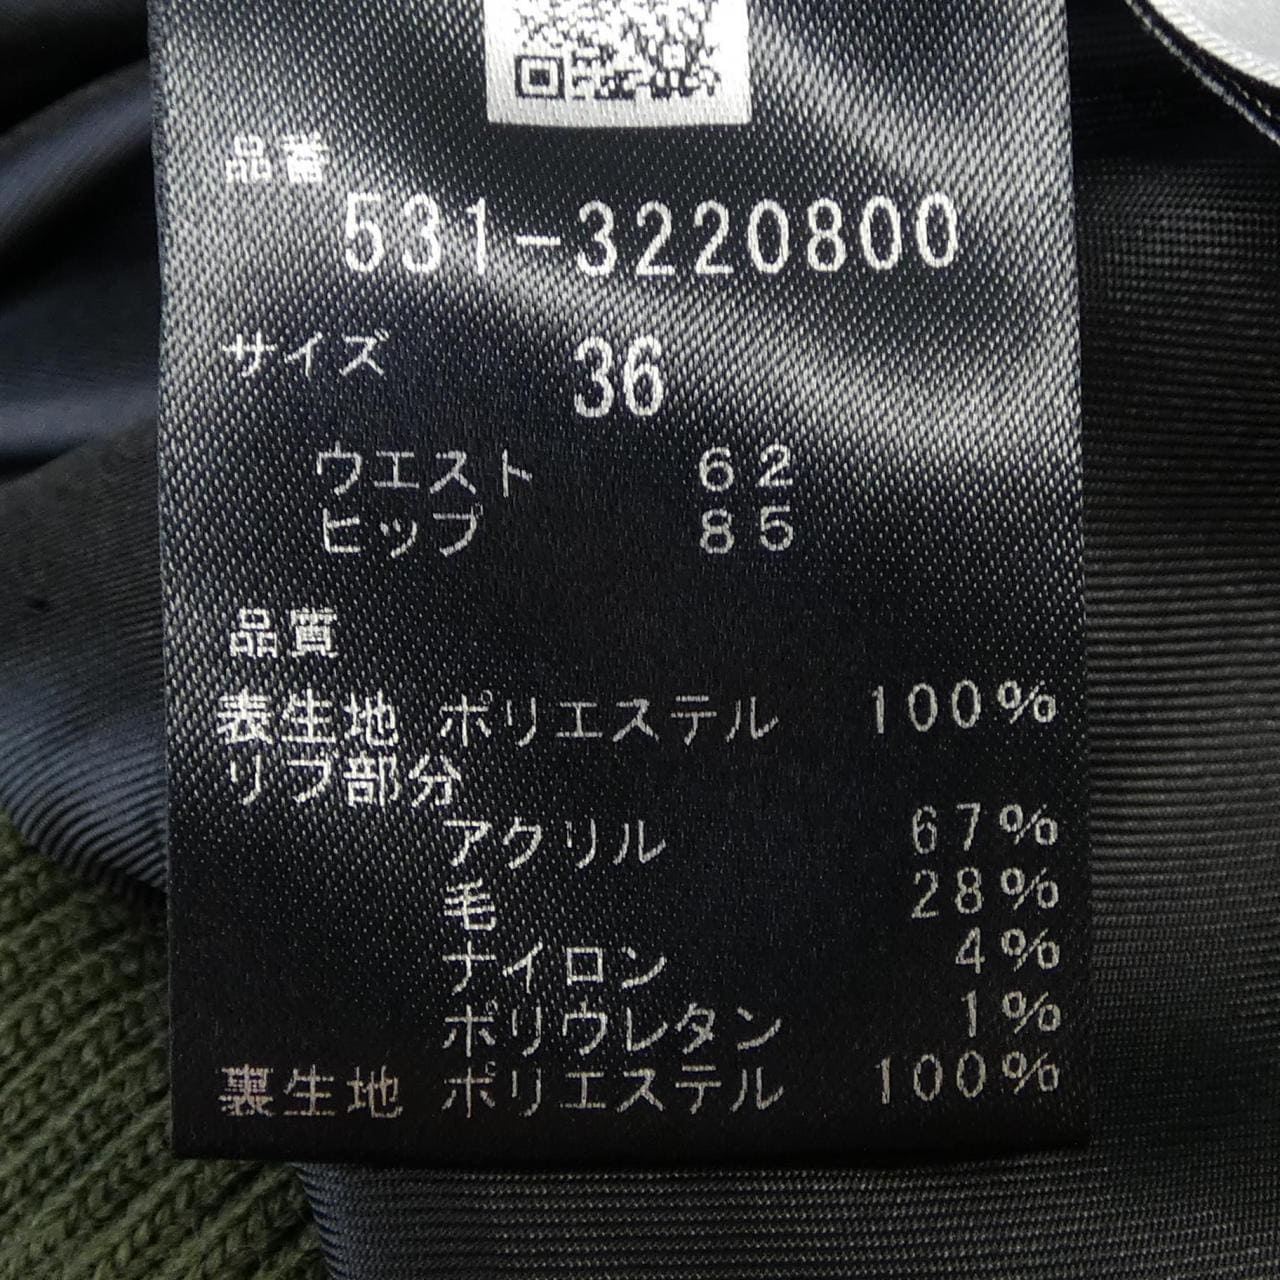 品番
531-3220800
サイズ 36
ウエスト 62
ヒップ 85
品質
表生地 ポリエステル 100%
リブ部分
アクリル 67%
毛 28%
ナイロン 4%
ポリウレタン 1%
裏生地 ポリエステル 100%